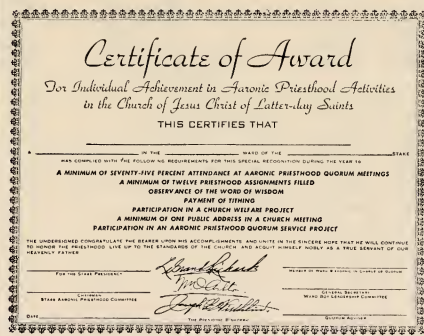 Certificate of Award
For Individual Achievement in Aaronic Priesthood Activities
in the Church of Jesus Christ of Latter-day Saints
THIS CERTIFIES THAT
A IN THE WARD OF THE STAKE
HAS COMPLIED WITH THE FOLLOWING REQUIREMENTS FOR THIS SPECIAL RECOGNITION DURING THE YEAR 19
A MINIMUM OF SEVENTY-FIVE PERCENT ATTENDANCE AT AARONIC PRIESTHOOD QUORUM MEETINGS
A MINIMUM OF TWELVE PRIESTHOOD ASSIGNMENTS FILLED
OBSERVANCE OF THE WORD OF WISDOM
PAYMENT OF TITHING
PARTICIPATION IN A CHURCH WELFARE PROJECT
A MINIMUM OF ONE PUBLIC ADDRESS IN A CHURCH MEETING
PARTICIPATION IN AN AARONIC PRIESTHOOD QUORUM SERVICE PROJECT
THE UNDERSIGNED CONGRATULATE THE BEARER UPON HIS ACCOMPLISHMENTS AND UNITE IN THE SINCERE HOPE THAT HE WILL CONTINUE
TO HONOR THE PRIESTHOOD LIVE UP TO THE STANDARDS OF THE CHURCH AND ACQUIT HIMSELF NOBLY AS A TRUE SERVANT OF OUR
HEAVENLY FATHER
FOR THE STAKE PRESIDENCY
MEMBER OF WARD BISHOPRIC IN CHARGE OF QUORUM
CHAIRMAN
STAKE AARONIC PRIESTHOOD COMMITTEE
GENERAL SECRETARY
WARD BOY LEADERSHIP COMMITTEE
DATE
THE PRESIDING BISHOPRIC
QUORUM ADVISER